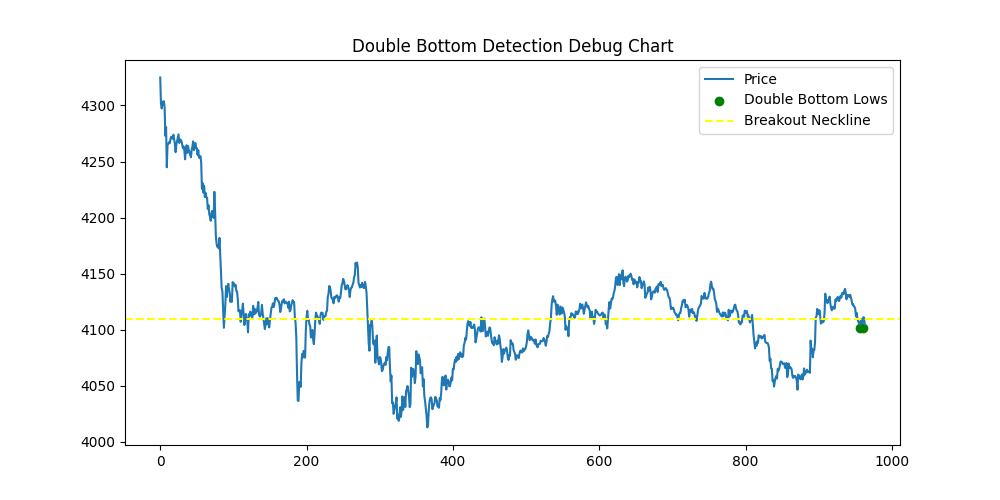 Double Bottom Detection Debug Chart
Price
Double Bottom Lows
Breakout Neckline
4300
4250
4200
4150
4100
4050
4000
0 200 400 600 800 1000